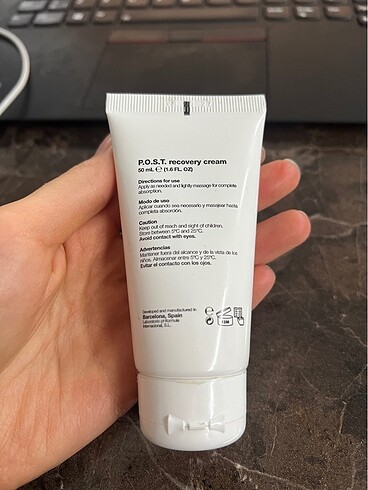 P.O.S.T. recovery cream
50 mL ℮ (1.6 FL. OZ)
Directions for use
Apply as needed and lightly massage for complete
absorption.
Modo de uso
Aplicar cuando sea necesario y masajear hasta
completa absorción.
Caution
Keep out of reach and sight of children.
Store between 5ºC and 25ºC.
Avoid contact with eyes.
Advertencias
Mantener fuera del alcance y de la vista de los
niños. Almacenar entre 5ºC y 25ºC.
Evitar el contacto con los ojos.
Developed and manufactured in
Barcelona, Spain
Laboratorio phformula
Internacional, S.L.
12M